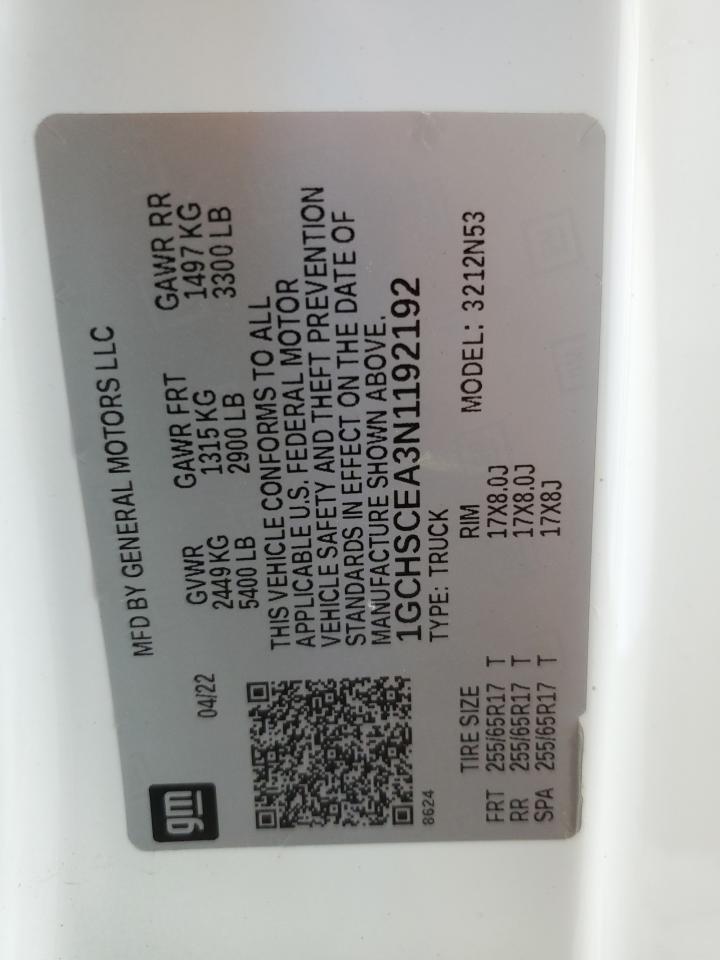 gm
04/22
MFD BY GENERAL MOTORS LLC
GVWR GAWR FRT GAWR RR
2449 KG 1315 KG 1497 KG
5400 LB 2900 LB 3300 LB
THIS VEHICLE CONFORMS TO ALL
APPLICABLE U.S. FEDERAL MOTOR
VEHICLE SAFETY AND THEFT PREVENTION
STANDARDS IN EFFECT ON THE DATE OF
MANUFACTURE SHOWN ABOVE.
1GCHSCEA3N1192192
8624
TYPE: TRUCK
TIRE SIZE RIM MODEL: 3212N53
FRT 255/65R17 T 17X8.0J
RR 255/65R17 T 17X8.0J
SPA 255/65R17 T 17X8J